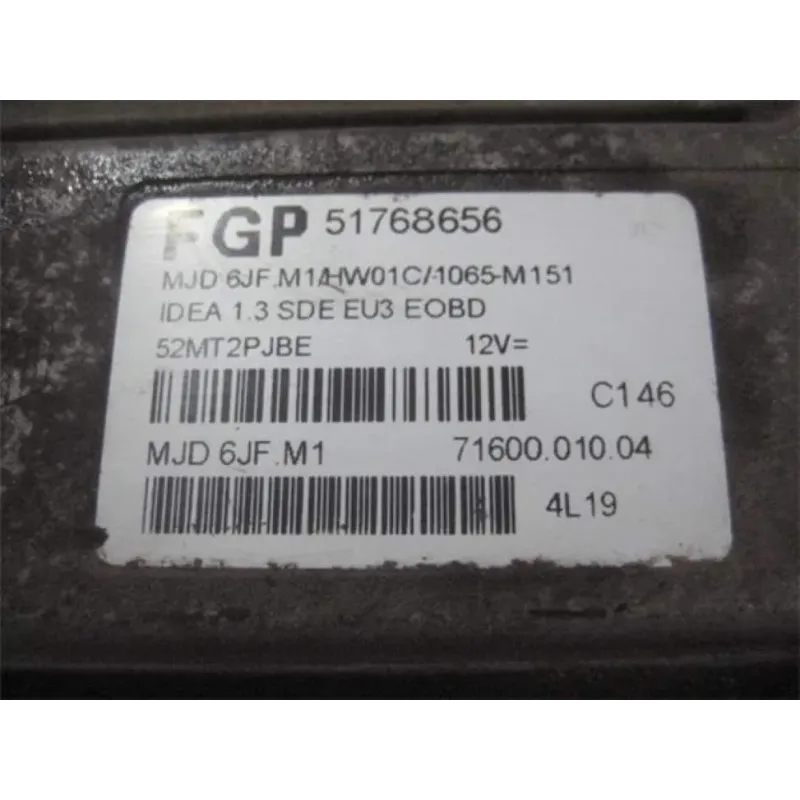 FGP 51768656
MJD 6JF.M1/HW01C/-1065-M151
IDEA 1.3 SDE EU3 EOBD
52MT2PJBE 12V=
C146
MJD 6JF.M1 71600.010.04
4L19